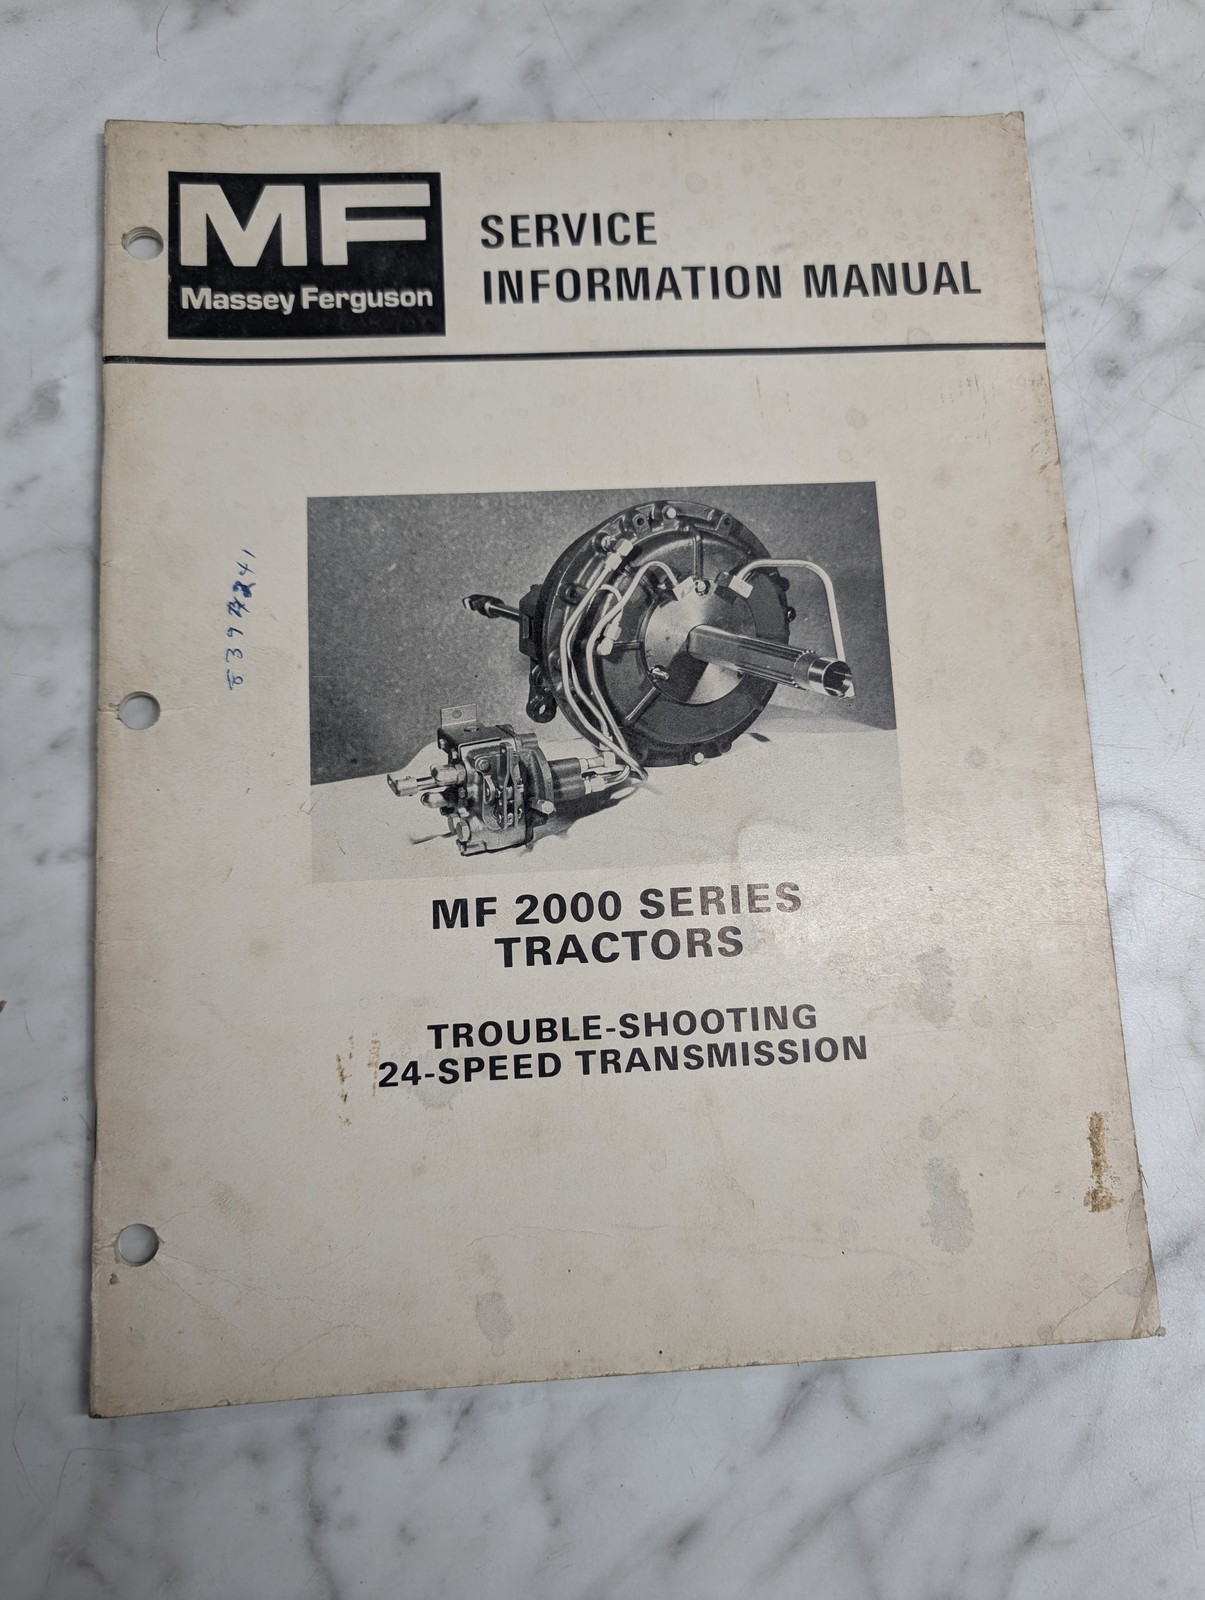 MF
Massey Ferguson
SERVICE
INFORMATION MANUAL
MF 2000 SERIES
TRACTORS
TROUBLE-SHOOTING
24-SPEED TRANSMISSION